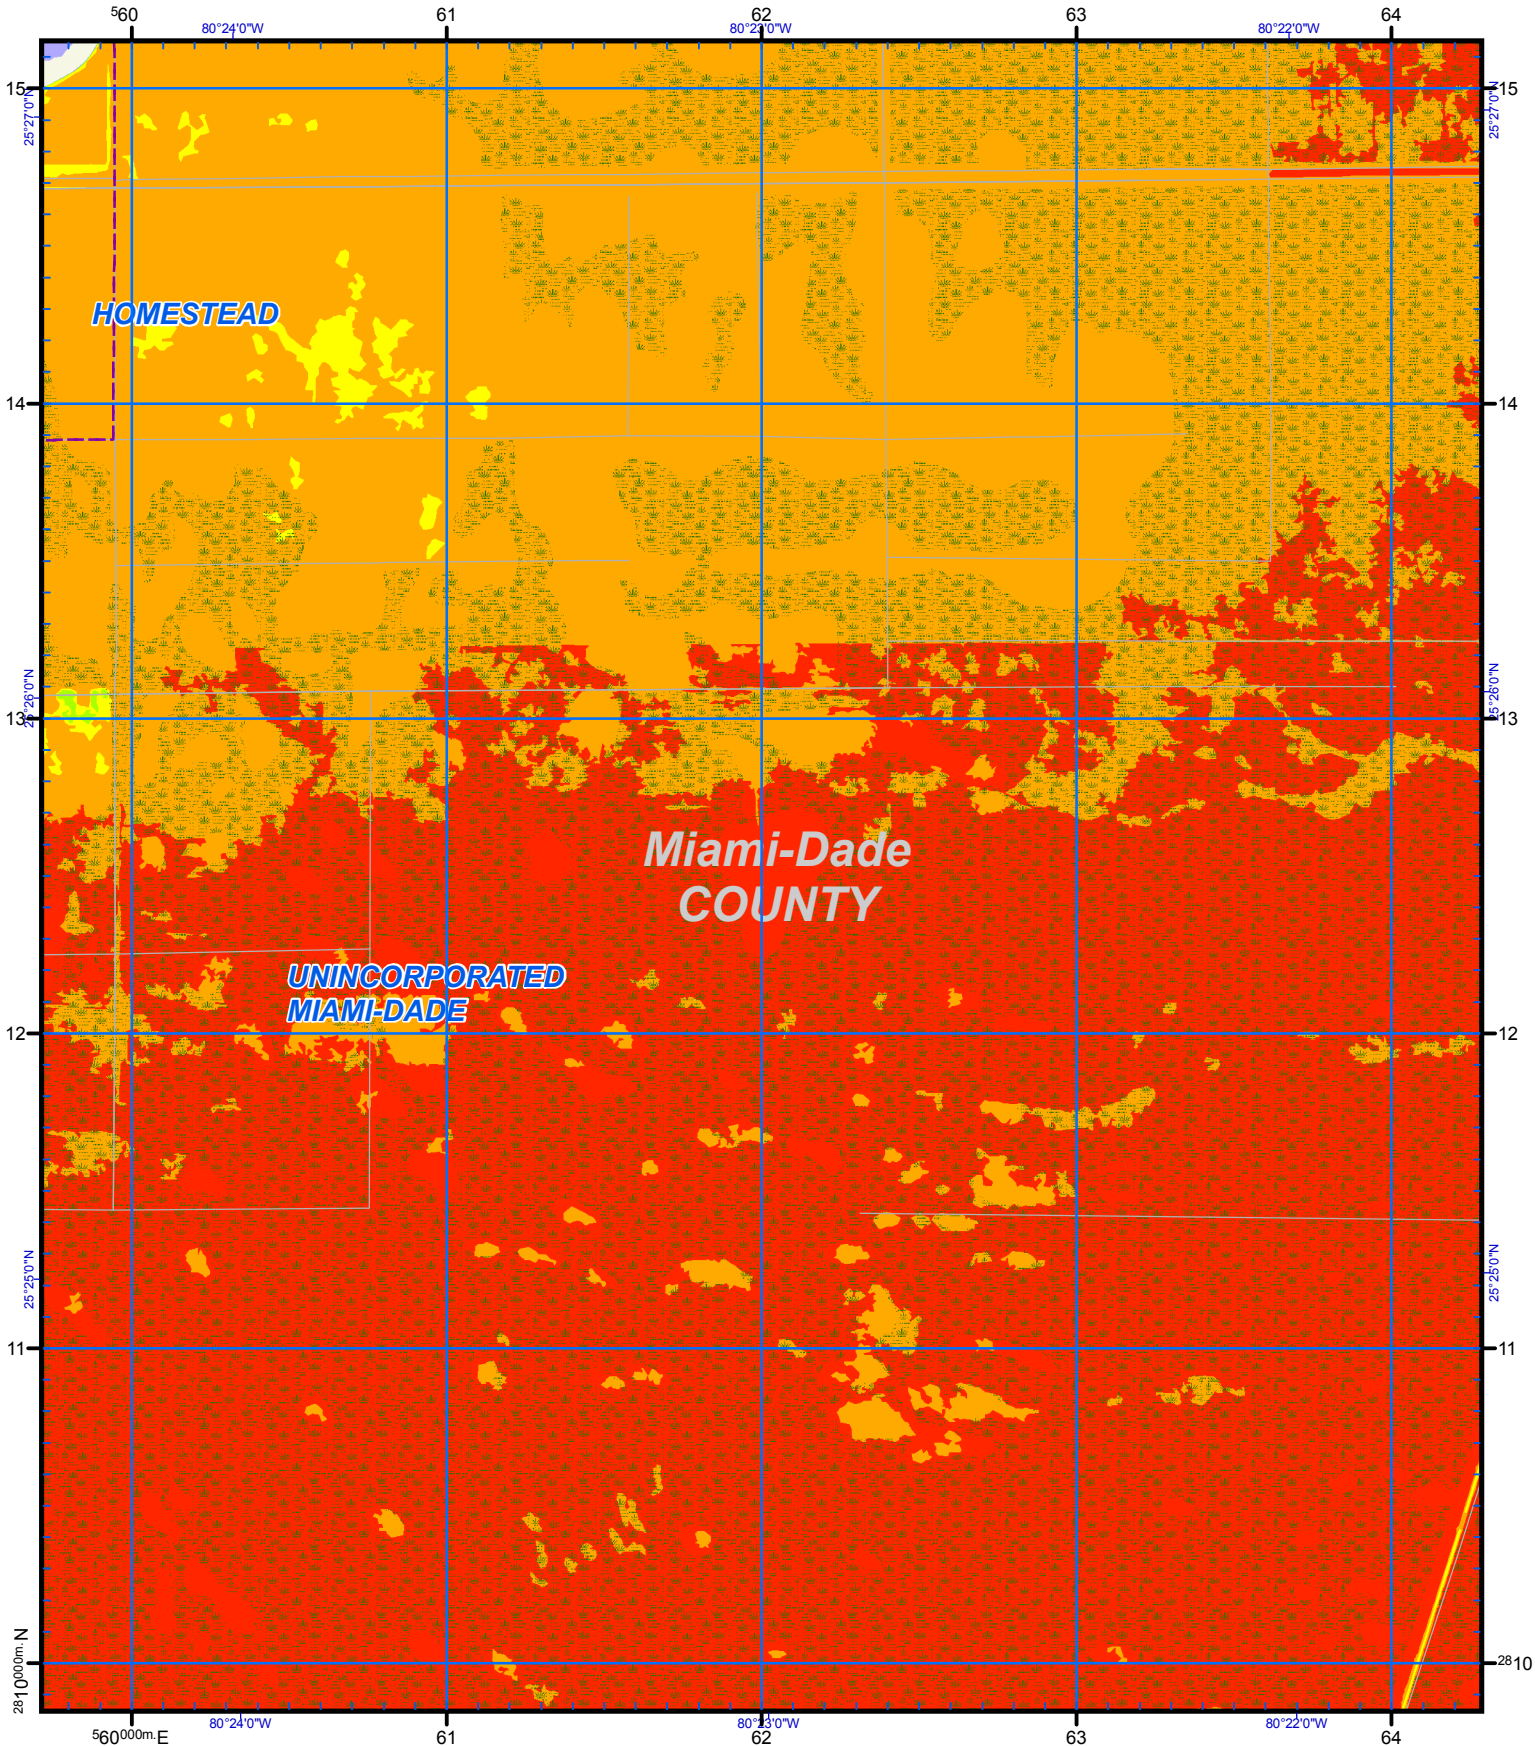 ⁵60 61 62 63 64
80°24'0"W 80°23'0"W 80°22'0"W
15 15
25°27'0"N 25°27'0"N
HOMESTEAD
14 14
25°26'0"N 25°26'0"N
13 13
Miami-Dade
COUNTY
UNINCORPORATED
MIAMI-DADE
12 12
25°25'0"N 25°25'0"N
11 11
²⁸10⁰⁰⁰ᵐ·N ²⁸10
80°24'0"W 80°23'0"W 80°22'0"W
⁵60⁰⁰⁰ᵐ·E 61 62 63 64